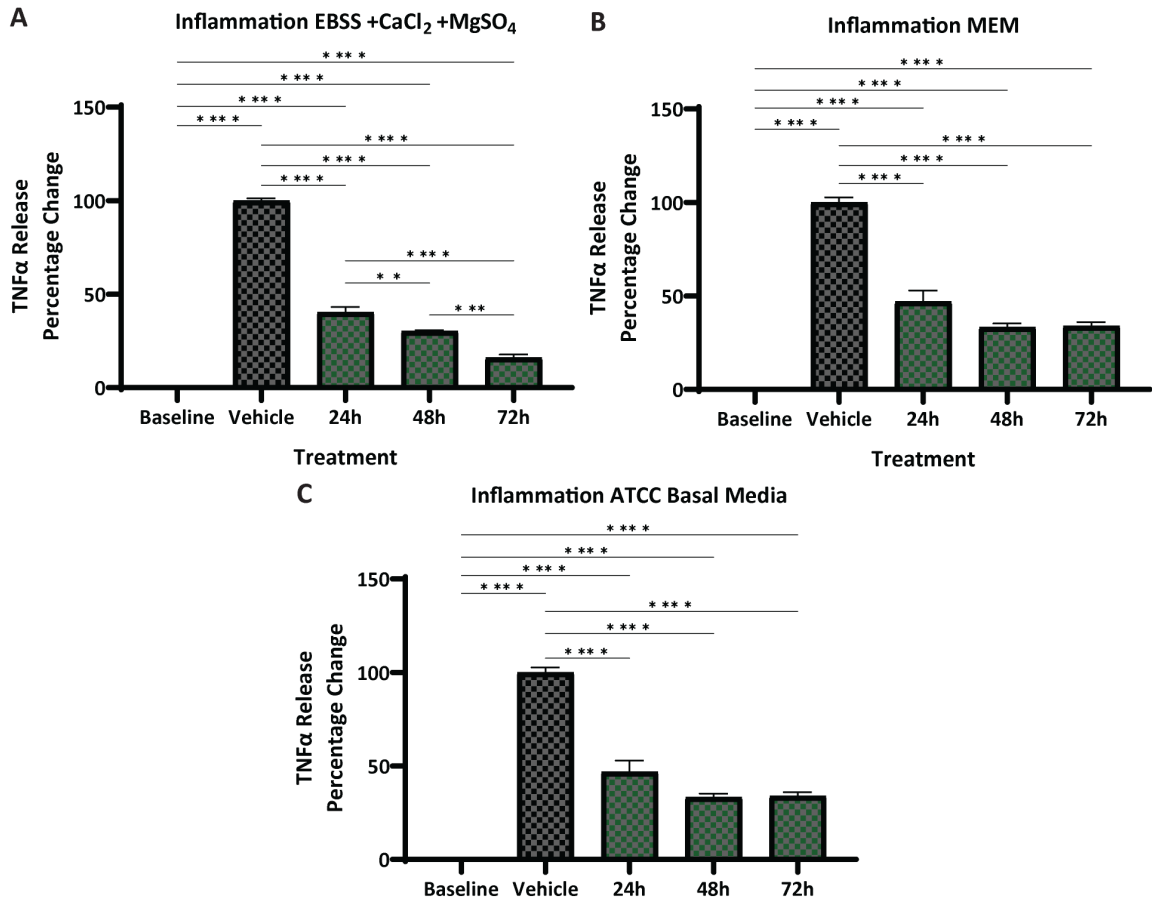 A
Inflammation EBSS +CaCl₂ +MgSO₄
* ** *
* ** *
* ** *
* ** *
* ** *
* ** *
* ** *
* ** *
* *
* **
TNFα Release
Percentage Change
150
100
50
0
Baseline Vehicle 24h 48h 72h
Treatment
B
Inflammation MEM
* ** *
* ** *
* ** *
* ** *
* ** *
* ** *
* ** *
TNFα Release
Percentage Change
150
100
50
0
Baseline Vehicle 24h 48h 72h
Treatment
C
Inflammation ATCC Basal Media
* ** *
* ** *
* ** *
* ** *
* ** *
* ** *
* ** *
TNFα Release
Percentage Change
150
100
50
0
Baseline Vehicle 24h 48h 72h